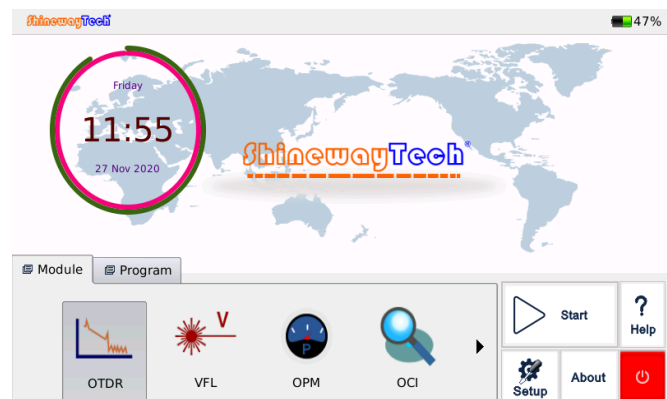 ShinewayTech
47%
Friday
11:55
27 Nov 2020
ShinewayTech®
Module
Program
V
P
OTDR
VFL
OPM
OCI
Start
?
Help
Setup
About